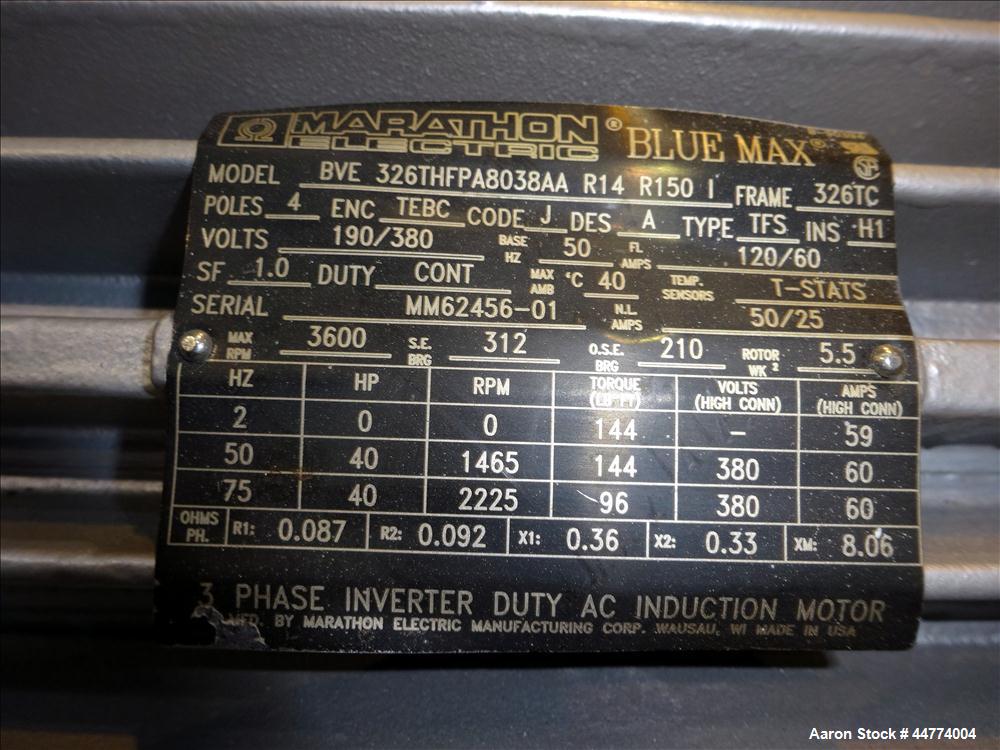 MARATHON ELECTRIC ® BLUE MAX®
MODEL BVE 326THFPA8038AA R14 R150 I FRAME 326TC
POLES 4 ENC TEBC CODE J DES A TYPE TFS INS H1
VOLTS 190/380 BASE HZ 50 FL AMPS 120/60
SF 1.0 DUTY CONT MAX AMB °C 40 TEMP. SENSORS T-STATS
SERIAL MM62456-01 N.L. AMPS 50/25
MAX RPM 3600 S.E. BRG 312 O.S.E. BRG 210 ROTOR WK² 5.5
HZ HP RPM TORQUE (LB-FT) VOLTS (HIGH CONN) AMPS (HIGH CONN)
2 0 0 144 - 59
50 40 1465 144 380 60
75 40 2225 96 380 60
OHMS PH. R1: 0.087 R2: 0.092 X1: 0.36 X2: 0.33 XM: 8.06
3 PHASE INVERTER DUTY AC INDUCTION MOTOR
MFD. BY MARATHON ELECTRIC MANUFACTURING CORP. WAUSAU, WI MADE IN USA
Aaron Stock # 44774004